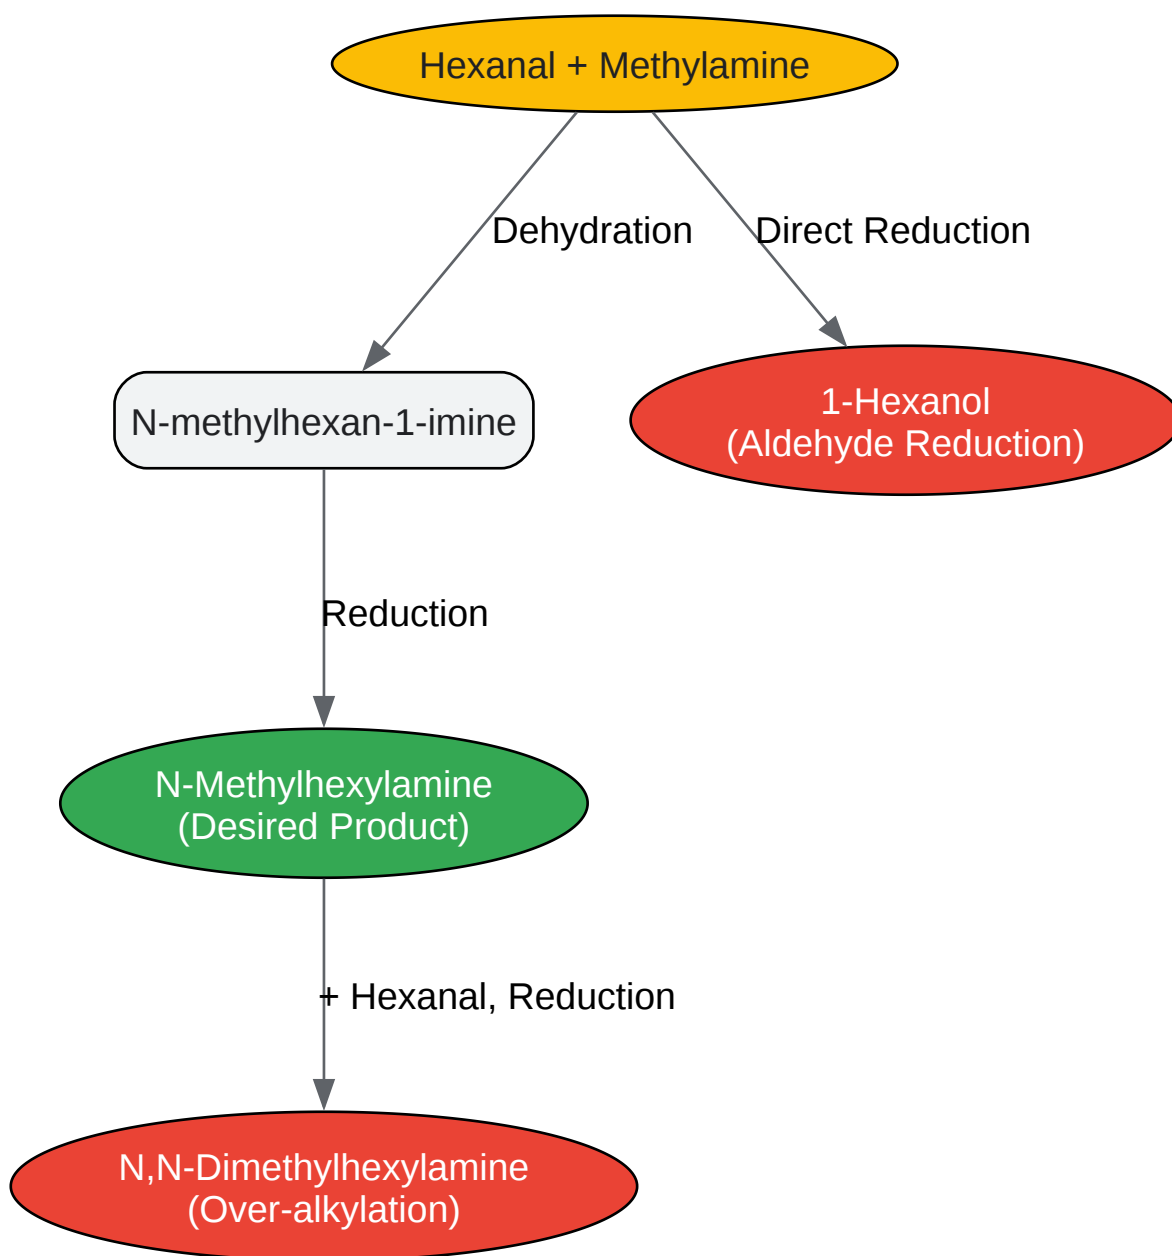 Hexanal + Methylamine
Dehydration
Direct Reduction
N-methylhexan-1-imine
1-Hexanol
(Aldehyde Reduction)
Reduction
N-Methylhexylamine
(Desired Product)
+ Hexanal, Reduction
N,N-Dimethylhexylamine
(Over-alkylation)